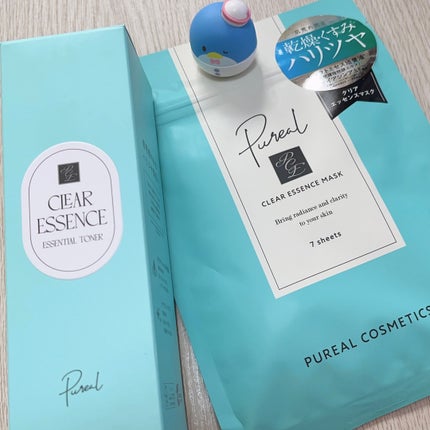 CLEAR
ESSENCE
ESSENTIAL TONER
Pureal
Pureal
CLEAR ESSENCE MASK
Bring radiance and clarity
to your skin
7 sheets
PUREAL COSMETICS
乾燥・くすみ
ハリツヤ
クリア
エッセンスマスク